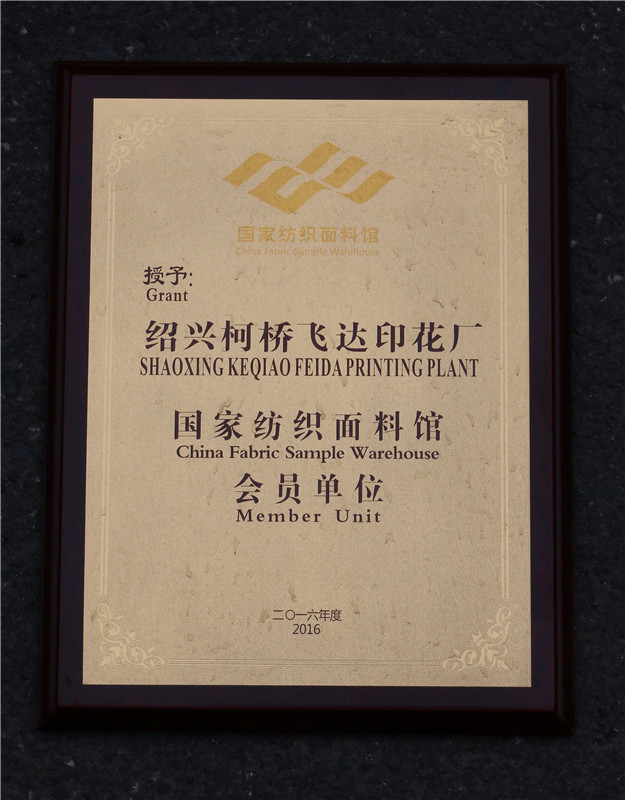 国家纺织面料馆
China Fabric Sample Warehouse
授予:
Grant
绍兴柯桥飞达印花厂
SHAOXING KEQIAO FEIDA PRINTING PLANT
国家纺织面料馆
China Fabric Sample Warehouse
会员单位
Member Unit
二〇一六年度
2016